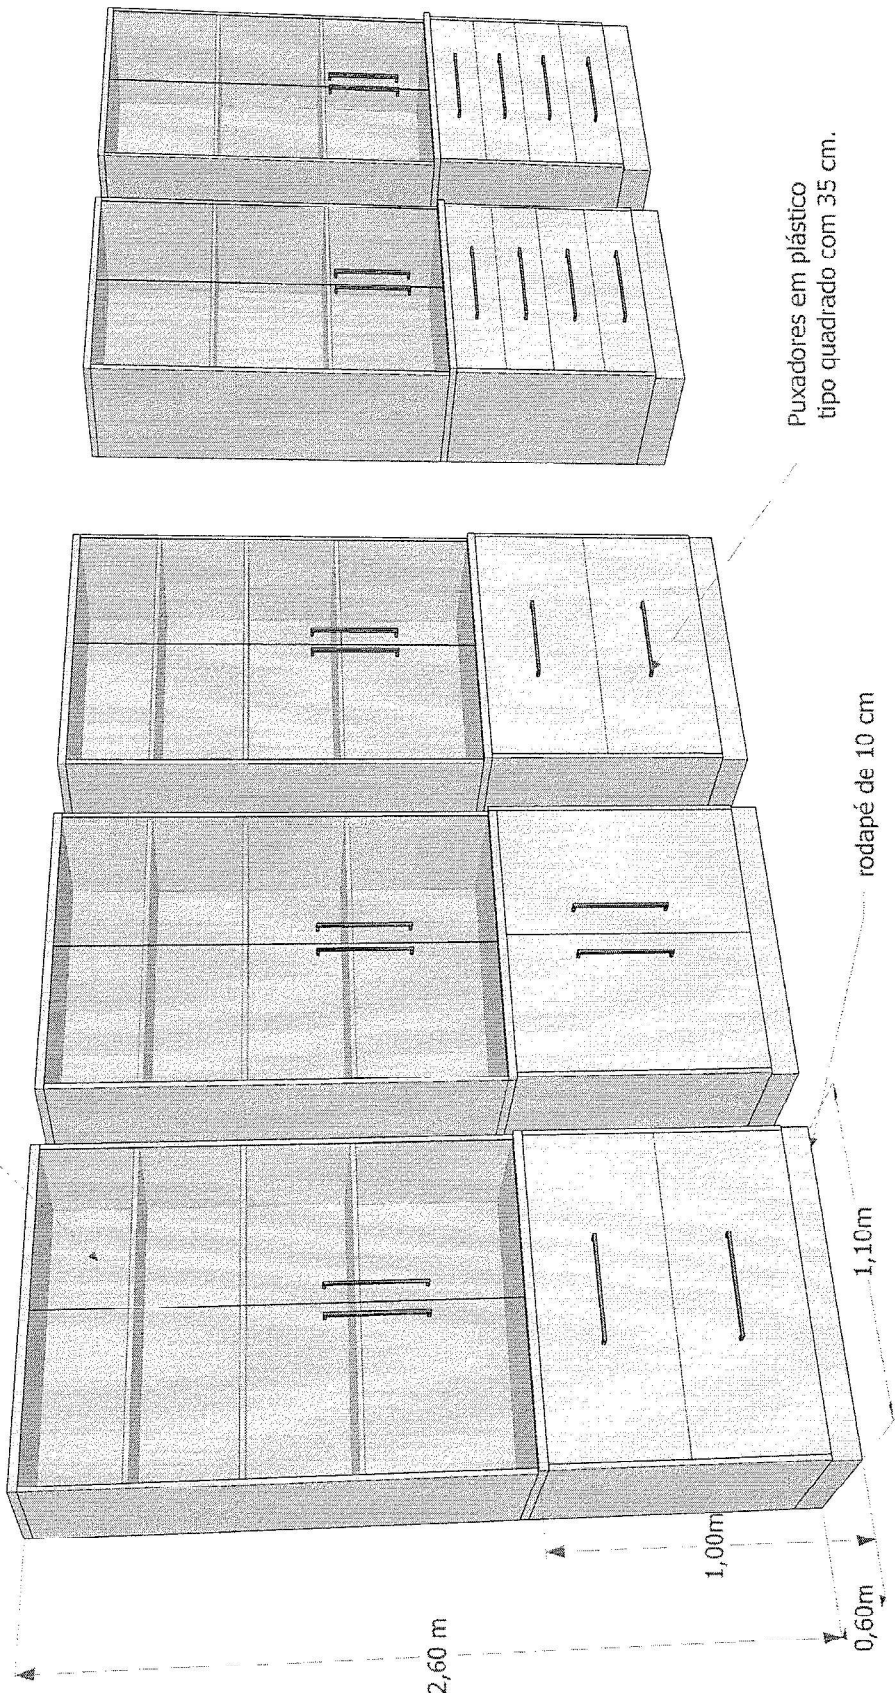 Puxadores em plástico
tipo quadrado com 35 cm.
rodapé de 10 cm
1,10m
1,00m
0,60m
2,60 m